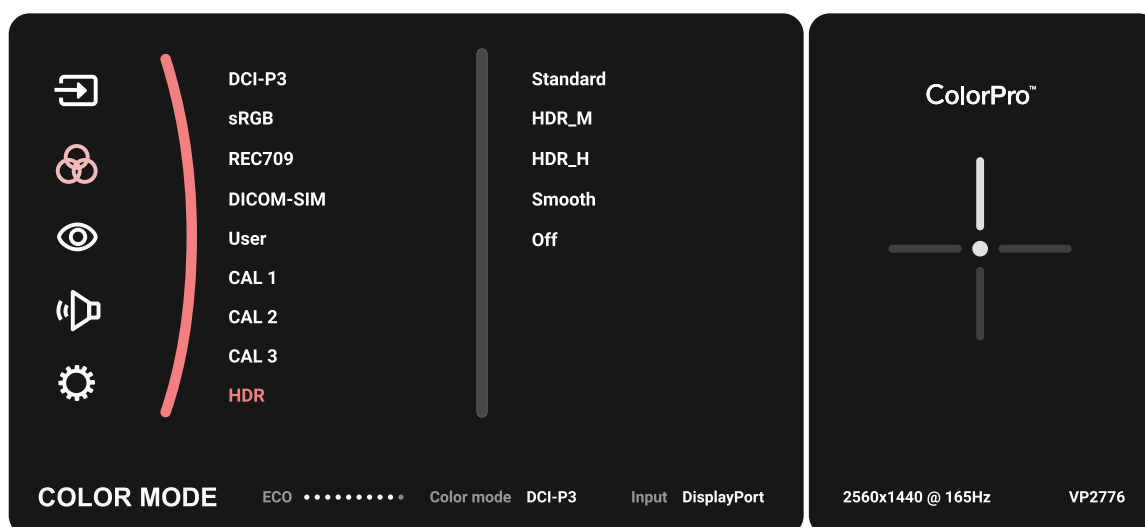 DCI-P3
sRGB
REC709
DICOM-SIM
User
CAL 1
CAL 2
CAL 3
HDR
Standard
HDR_M
HDR_H
Smooth
Off
COLOR MODE ECO Color mode DCI-P3 Input DisplayPort
ColorPro™
2560x1440 @ 165Hz VP2776